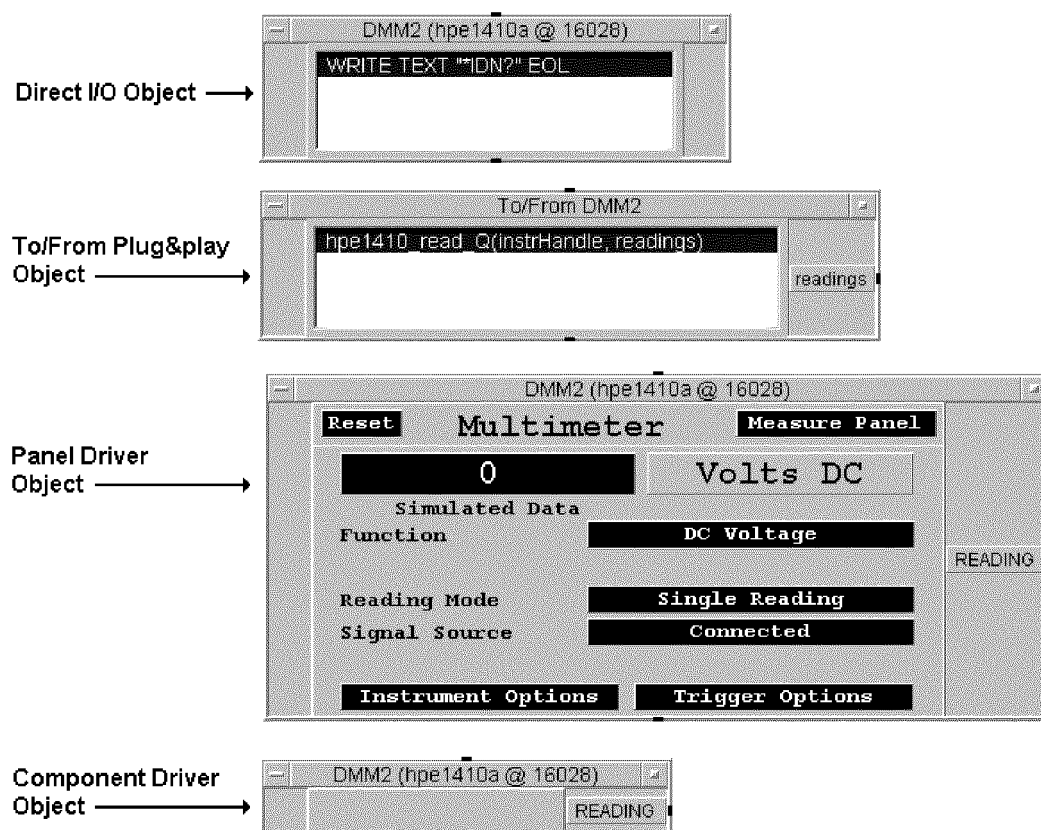 DMM2 (hpe1410a @ 16028)
Direct I/O Object
WRITE TEXT "*IDN?" EOL
To/From DMM2
To/From Plug&play
Object
hpe1410_read_Q(instrHandle, readings)
readings
DMM2 (hpe1410a @ 16028)
Panel Driver
Object
Reset Multimeter Measure Panel
0 Volts DC
Simulated Data
Function DC Voltage
READING
Reading Mode Single Reading
Signal Source Connected
Instrument Options Trigger Options
Component Driver
Object
DMM2 (hpe1410a @ 16028)
READING